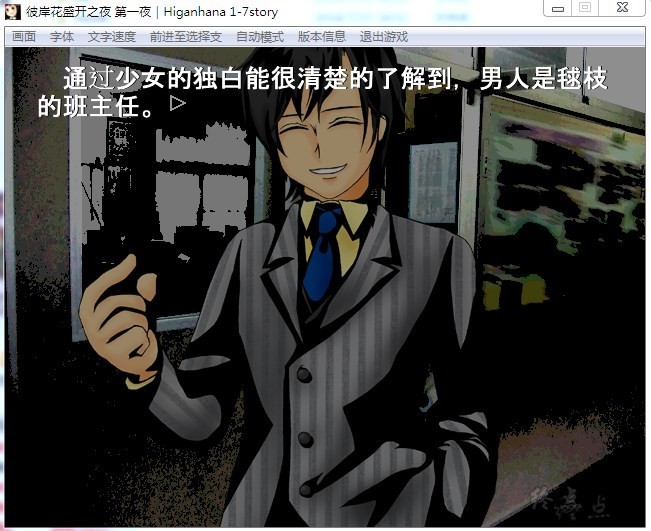 彼岸花盛开之夜 第一夜 | Higanhana 1-7story
画面 字体 文字速度 前进至选择支 自动模式 版本信息 退出游戏
通过少女的独白能很清楚的了解到，男人是毬枝
的班主任。